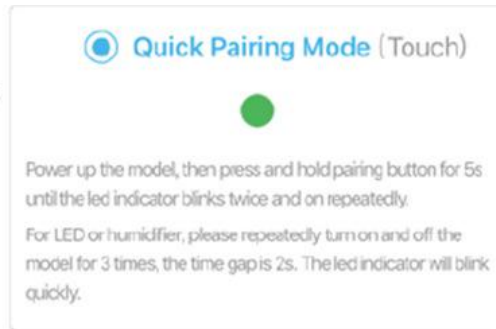 Quick Pairing Mode (Touch)
Power up the model, then press and hold pairing button for 5s
until the led indicator blinks twice and on repeatedly.
For LED or humidifier, please repeatedly turn on and off the
model for 3 times, the time gap is 2s. The led indicator will blink
quickly.